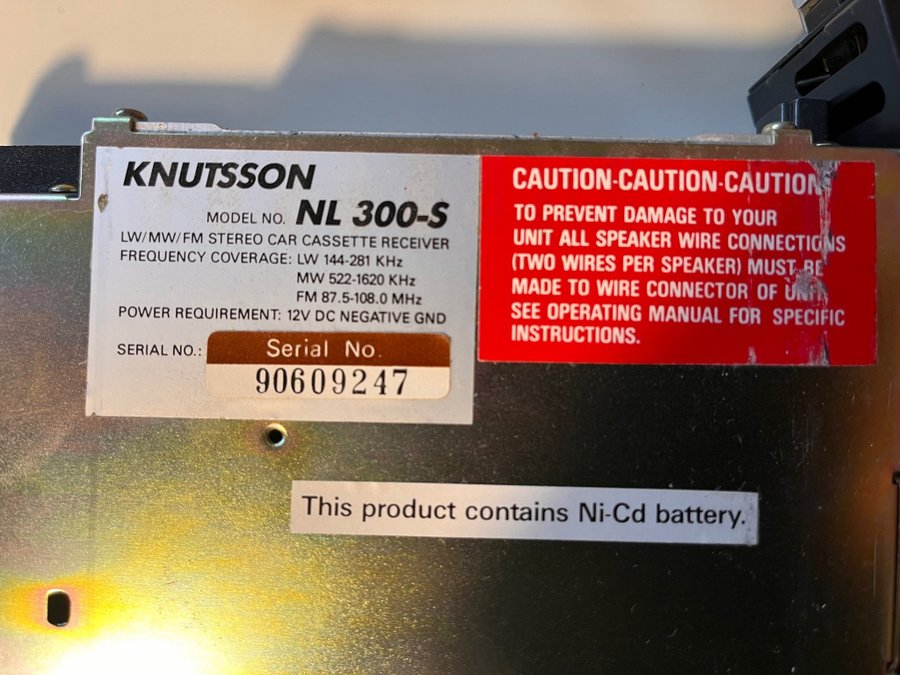 KNUTSSON
MODEL NO. NL 300-S
LW/MW/FM STEREO CAR CASSETTE RECEIVER
FREQUENCY COVERAGE: LW 144-281 KHz
MW 522-1620 KHz
FM 87.5-108.0 MHz
POWER REQUIREMENT: 12V DC NEGATIVE GND
SERIAL NO.: Serial No.
90609247
CAUTION-CAUTION-CAUTION
TO PREVENT DAMAGE TO YOUR
UNIT ALL SPEAKER WIRE CONNECTIONS
(TWO WIRES PER SPEAKER) MUST BE
MADE TO WIRE CONNECTOR OF UNIT
SEE OPERATING MANUAL FOR SPECIFIC
INSTRUCTIONS.
This product contains Ni-Cd battery.